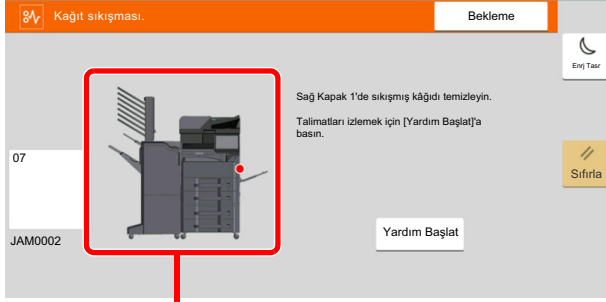 Kağıt sıkışması.
Bekleme
Enrj Tasr
Sağ Kapak 1'de sıkışmış kâğıdı temizleyin.
Talimatları izlemek için [Yardım Başlat]'a
basın.
07
Sıfırla
JAM0002
Yardım Başlat